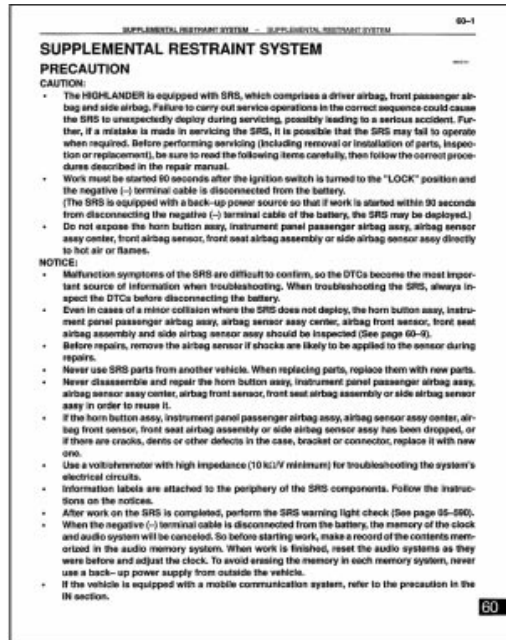 60–1
SUPPLEMENTAL RESTRAINT SYSTEM – SUPPLEMENTAL RESTRAINT SYSTEM
SUPPLEMENTAL RESTRAINT SYSTEM
PRECAUTION
CAUTION:
• The HIGHLANDER is equipped with SRS, which comprises a driver airbag, front passenger air-
bag and side airbag. Failure to carry out service operations in the correct sequence could cause
the SRS to unexpectedly deploy during servicing, possibly leading to a serious accident. Fur-
ther, if a mistake is made in servicing the SRS, it is possible that the SRS may fail to operate
when required. Before performing servicing (including removal or installation of parts, inspec-
tion or replacement), be sure to read the following items carefully, then follow the correct proce-
dures described in the repair manual.
• Work must be started 90 seconds after the ignition switch is turned to the "LOCK" position and
the negative (–) terminal cable is disconnected from the battery.
(The SRS is equipped with a back–up power source so that if work is started within 90 seconds
from disconnecting the negative (–) terminal cable of the battery, the SRS may be deployed.)
• Do not expose the horn button assy, instrument panel passenger airbag assy, airbag sensor
assy center, front airbag sensor, front seat airbag assembly or side airbag sensor assy directly
to hot air or flames.
NOTICE:
• Malfunction symptoms of the SRS are difficult to confirm, so the DTCs become the most impor-
tant source of information when troubleshooting. When troubleshooting the SRS, always in-
spect the DTCs before disconnecting the battery.
• Even in cases of a minor collision where the SRS does not deploy, the horn button assy, instru-
ment panel passenger airbag assy, airbag sensor assy center, airbag front sensor, front seat
airbag assembly and side airbag sensor assy should be inspected (See page 60–9).
• Before repairs, remove the airbag sensor if shocks are likely to be applied to the sensor during
repairs.
• Never use SRS parts from another vehicle. When replacing parts, replace them with new parts.
• Never disassemble and repair the horn button assy, instrument panel passenger airbag assy,
airbag sensor assy center, airbag front sensor, front seat airbag assembly or side airbag sensor
assy in order to reuse it.
• If the horn button assy, instrument panel passenger airbag assy, airbag sensor assy center, air-
bag front sensor, front seat airbag assembly or side airbag sensor assy has been dropped, or
if there are cracks, dents or other defects in the case, bracket or connector, replace it with new
one.
• Use a volt/ohmmeter with high impedance (10 kΩ/V minimum) for troubleshooting the system's
electrical circuits.
• Information labels are attached to the periphery of the SRS components. Follow the instruc-
tions on the notices.
• After work on the SRS is completed, perform the SRS warning light check (See page 05–590).
• When the negative (–) terminal cable is disconnected from the battery, the memory of the clock
and audio system will be canceled. So before starting work, make a record of the contents mem-
orized in the audio memory system. When work is finished, reset the audio systems as they
were before and adjust the clock. To avoid erasing the memory in each memory system, never
use a back– up power supply from outside the vehicle.
• If the vehicle is equipped with a mobile communication system, refer to the precaution in the
IN section.
60